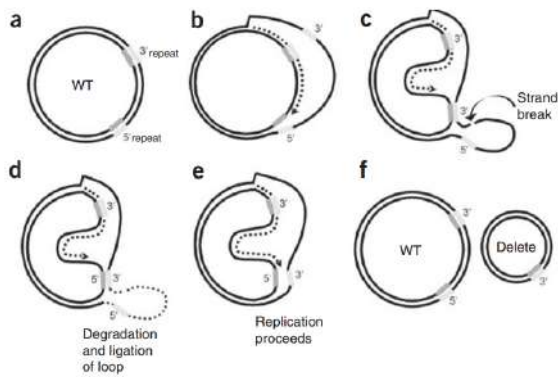 a
3' repeat
WT
5' repeat
b
3'
5'
c
3'
3'
Strand
break
5'
d
3'
5' 3'
5'
Degradation
and ligation
of loop
e
3'
5' 3'
Replication
proceeds
f
3'
WT
5'
Delete
3'